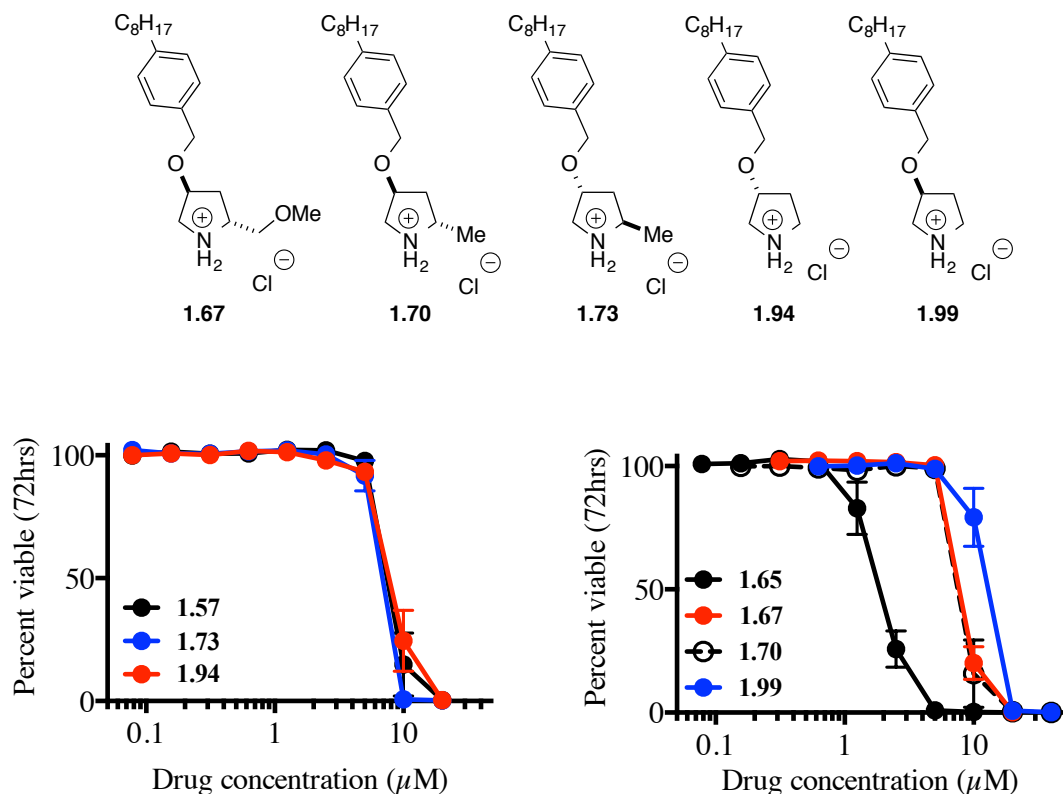 C8H17 C8H17 C8H17 C8H17 C8H17
O O O O O
OMe Me Me
+ + + + +
N N N N N
H2 H2 H2 H2 H2
Cl − Cl − Cl − Cl − Cl −
1.67 1.70 1.73 1.94 1.99
Percent viable (72hrs)
100
50
0
1.57
1.73
1.94
0.1 1 10
Drug concentration (µM)
Percent viable (72hrs)
100
50
0
1.65
1.67
1.70
1.99
0.1 1 10
Drug concentration (µM)